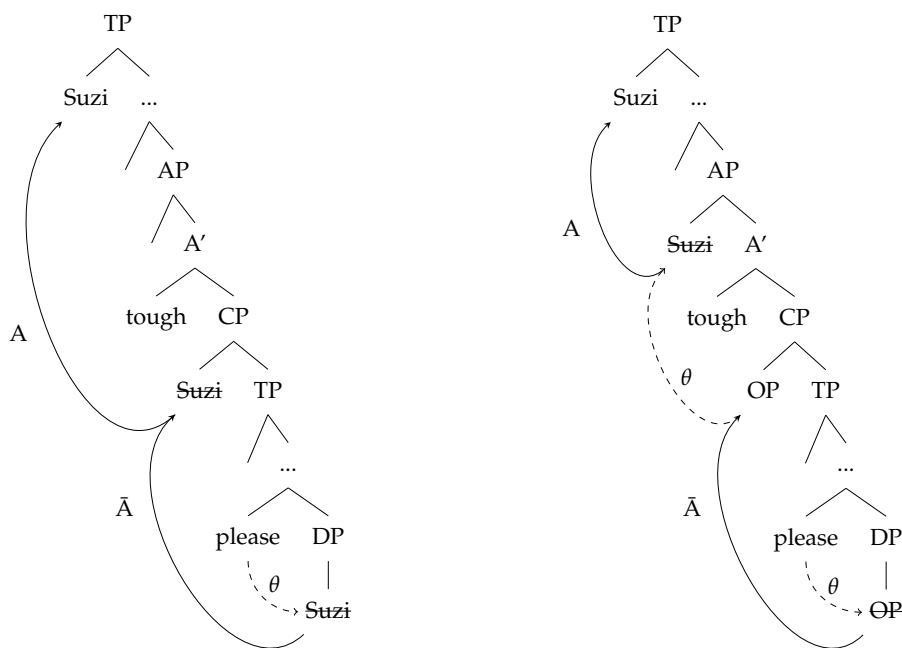 TP
Suzi ...
AP
A'
tough CP
Suzi TP
...
please DP
Suzi
A
Ā
θ
TP
Suzi ...
AP
Suzi A'
tough CP
OP TP
...
please DP
OP
A
θ
Ā
θ